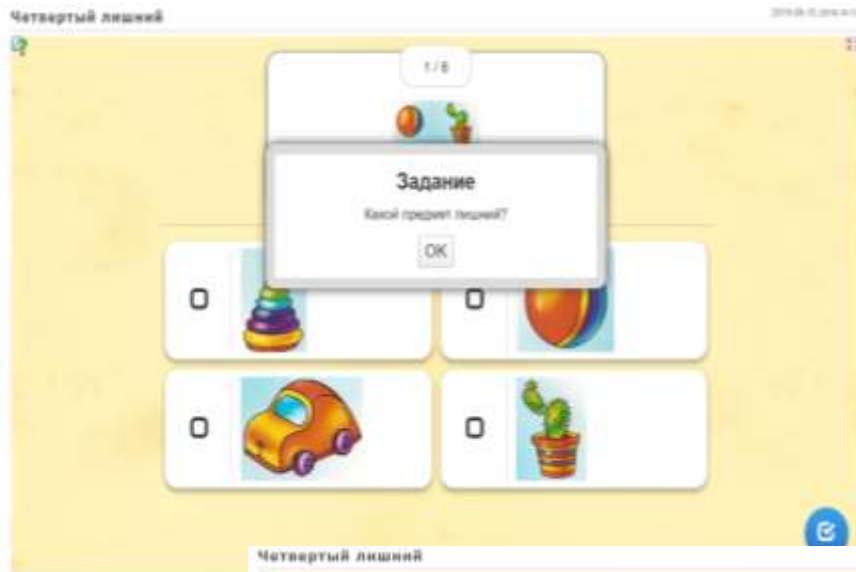 Четвертый лишний
1 / 6
Задание
Какой предмет лишний?
OK
Четвертый лишний